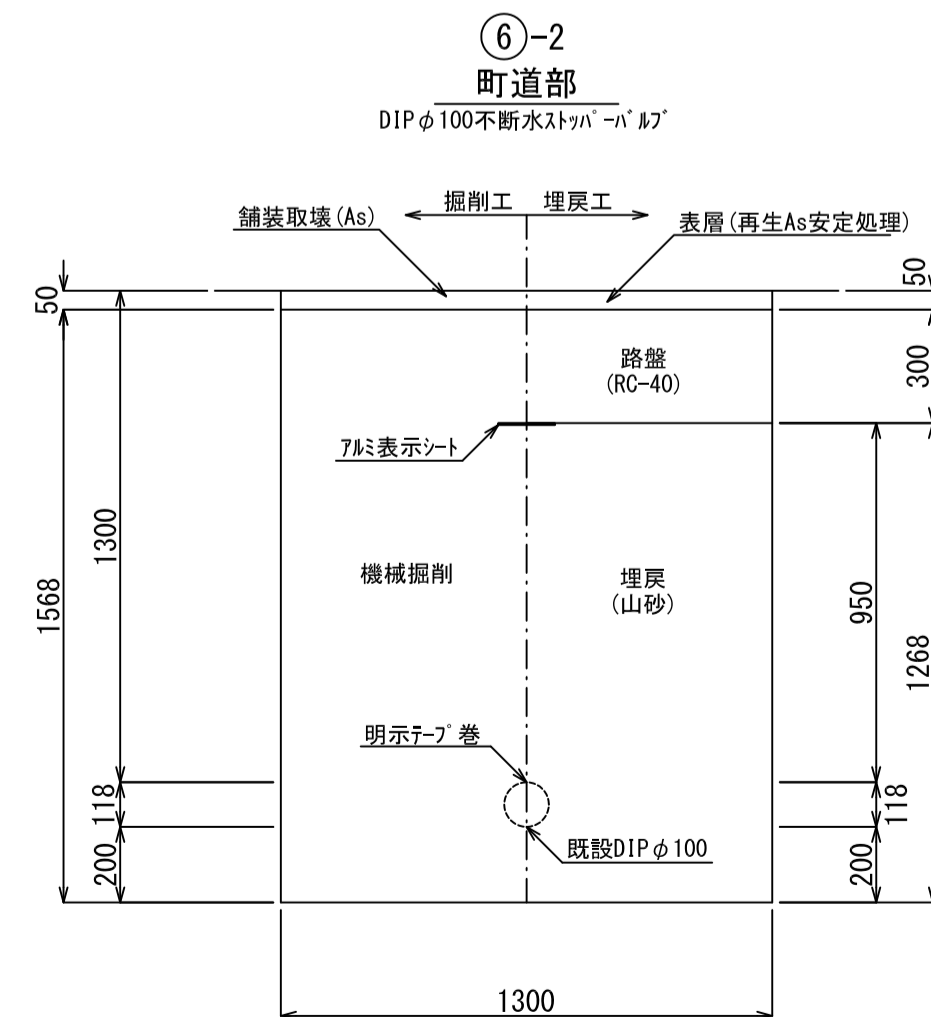 ⑥-2
町道部
DIPφ100不断水ｽﾄｯﾊﾟｰﾊﾞﾙﾌﾞ
掘削工 埋戻工
舗装取壊(As)
表層(再生As安定処理)
50
50
路盤
(RC-40)
300
ｱﾙﾐ表示ｼｰﾄ
1300
機械掘削
埋戻
(山砂)
1568
950
1268
明示ﾃｰﾌﾟ巻
118
118
既設DIPφ100
200
200
1300